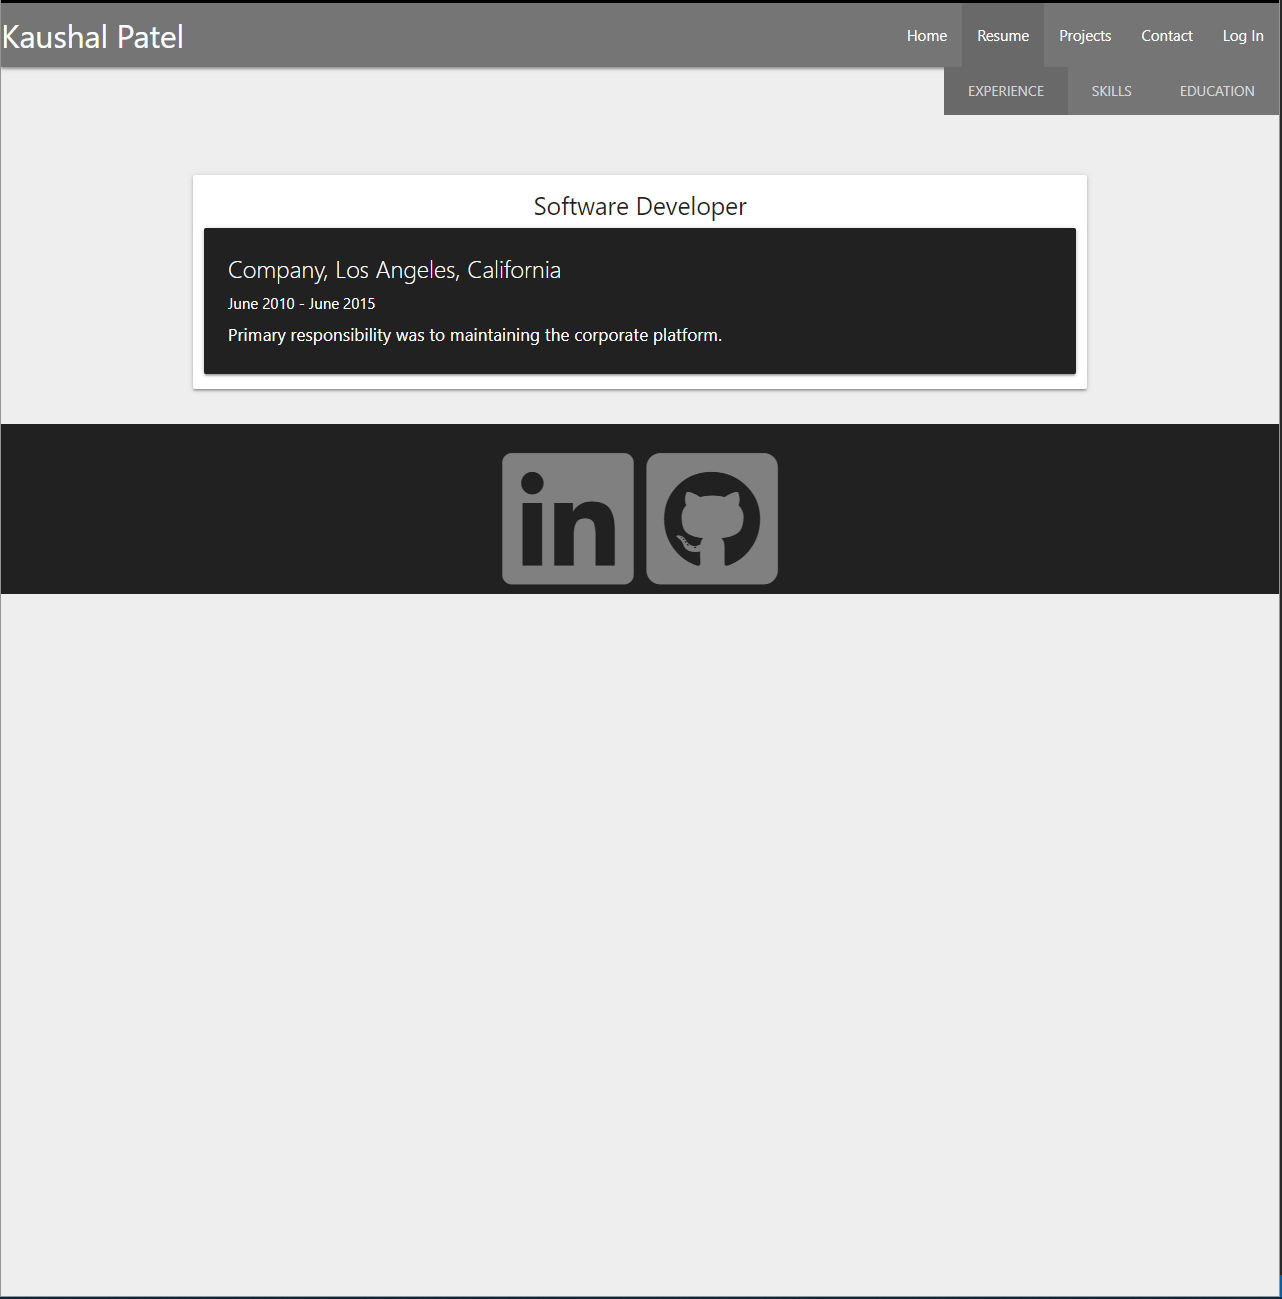 Kaushal Patel
Home Resume Projects Contact Log In
EXPERIENCE SKILLS EDUCATION
Software Developer
Company, Los Angeles, California
June 2010 - June 2015
Primary responsibility was to maintaining the corporate platform.
in